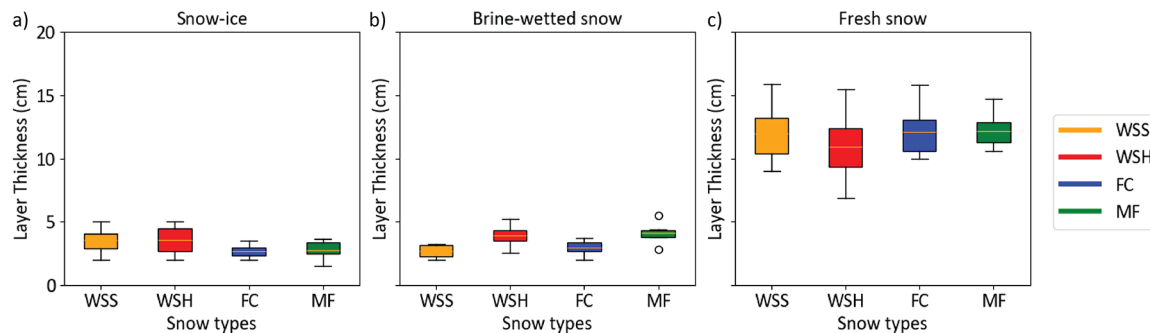 a) Snow-ice
b) Brine-wetted snow
c) Fresh snow
Layer Thickness (cm)
20
15
10
5
0
WSS WSH FC MF
Snow types
Layer Thickness (cm)
WSS WSH FC MF
Snow types
Layer Thickness (cm)
WSS WSH FC MF
Snow types
WSS
WSH
FC
MF